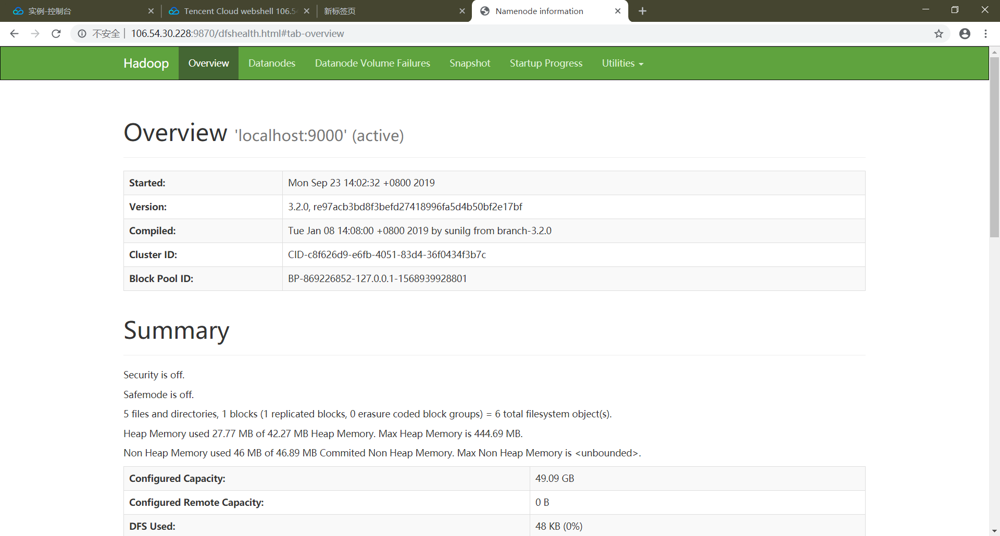 实例-控制台
Tencent Cloud webshell 106.5
新标签页
Namenode information
不安全 106.54.30.228:9870/dfshealth.html#tab-overview
Hadoop Overview Datanodes Datanode Volume Failures Snapshot Startup Progress Utilities
Overview 'localhost:9000' (active)
Started: Mon Sep 23 14:02:32 +0800 2019
Version: 3.2.0, re97acb3bd8f3befd27418996fa5d4b50bf2e17bf
Compiled: Tue Jan 08 14:08:00 +0800 2019 by sunilg from branch-3.2.0
Cluster ID: CID-c8f626d9-e6fb-4051-83d4-36f0434f3b7c
Block Pool ID: BP-869226852-127.0.0.1-1568939928801
Summary
Security is off.
Safemode is off.
5 files and directories, 1 blocks (1 replicated blocks, 0 erasure coded block groups) = 6 total filesystem object(s).
Heap Memory used 27.77 MB of 42.27 MB Heap Memory. Max Heap Memory is 444.69 MB.
Non Heap Memory used 46 MB of 46.89 MB Commited Non Heap Memory. Max Non Heap Memory is <unbounded>.
Configured Capacity: 49.09 GB
Configured Remote Capacity: 0 B
DFS Used: 48 KB (0%)